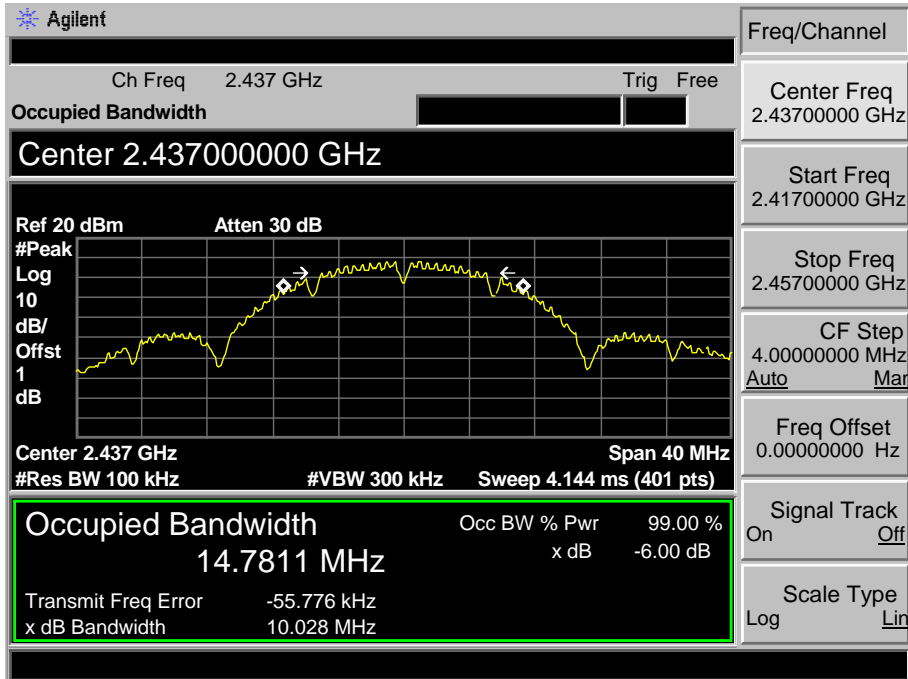 Agilent
Freq/Channel
Ch Freq 2.437 GHz Trig Free
Occupied Bandwidth
Center 2.437000000 GHz
Ref 20 dBm Atten 30 dB
#Peak
Log
10
dB/
Offst
1
dB
Center 2.437 GHz Span 40 MHz
#Res BW 100 kHz #VBW 300 kHz Sweep 4.144 ms (401 pts)
Occupied Bandwidth
14.7811 MHz
Occ BW % Pwr 99.00 %
x dB -6.00 dB
Transmit Freq Error -55.776 kHz
x dB Bandwidth 10.028 MHz
Center Freq
2.43700000 GHz
Start Freq
2.41700000 GHz
Stop Freq
2.45700000 GHz
CF Step
4.00000000 MHz
Auto Man
Freq Offset
0.00000000 Hz
Signal Track
On Off
Scale Type
Log Lin